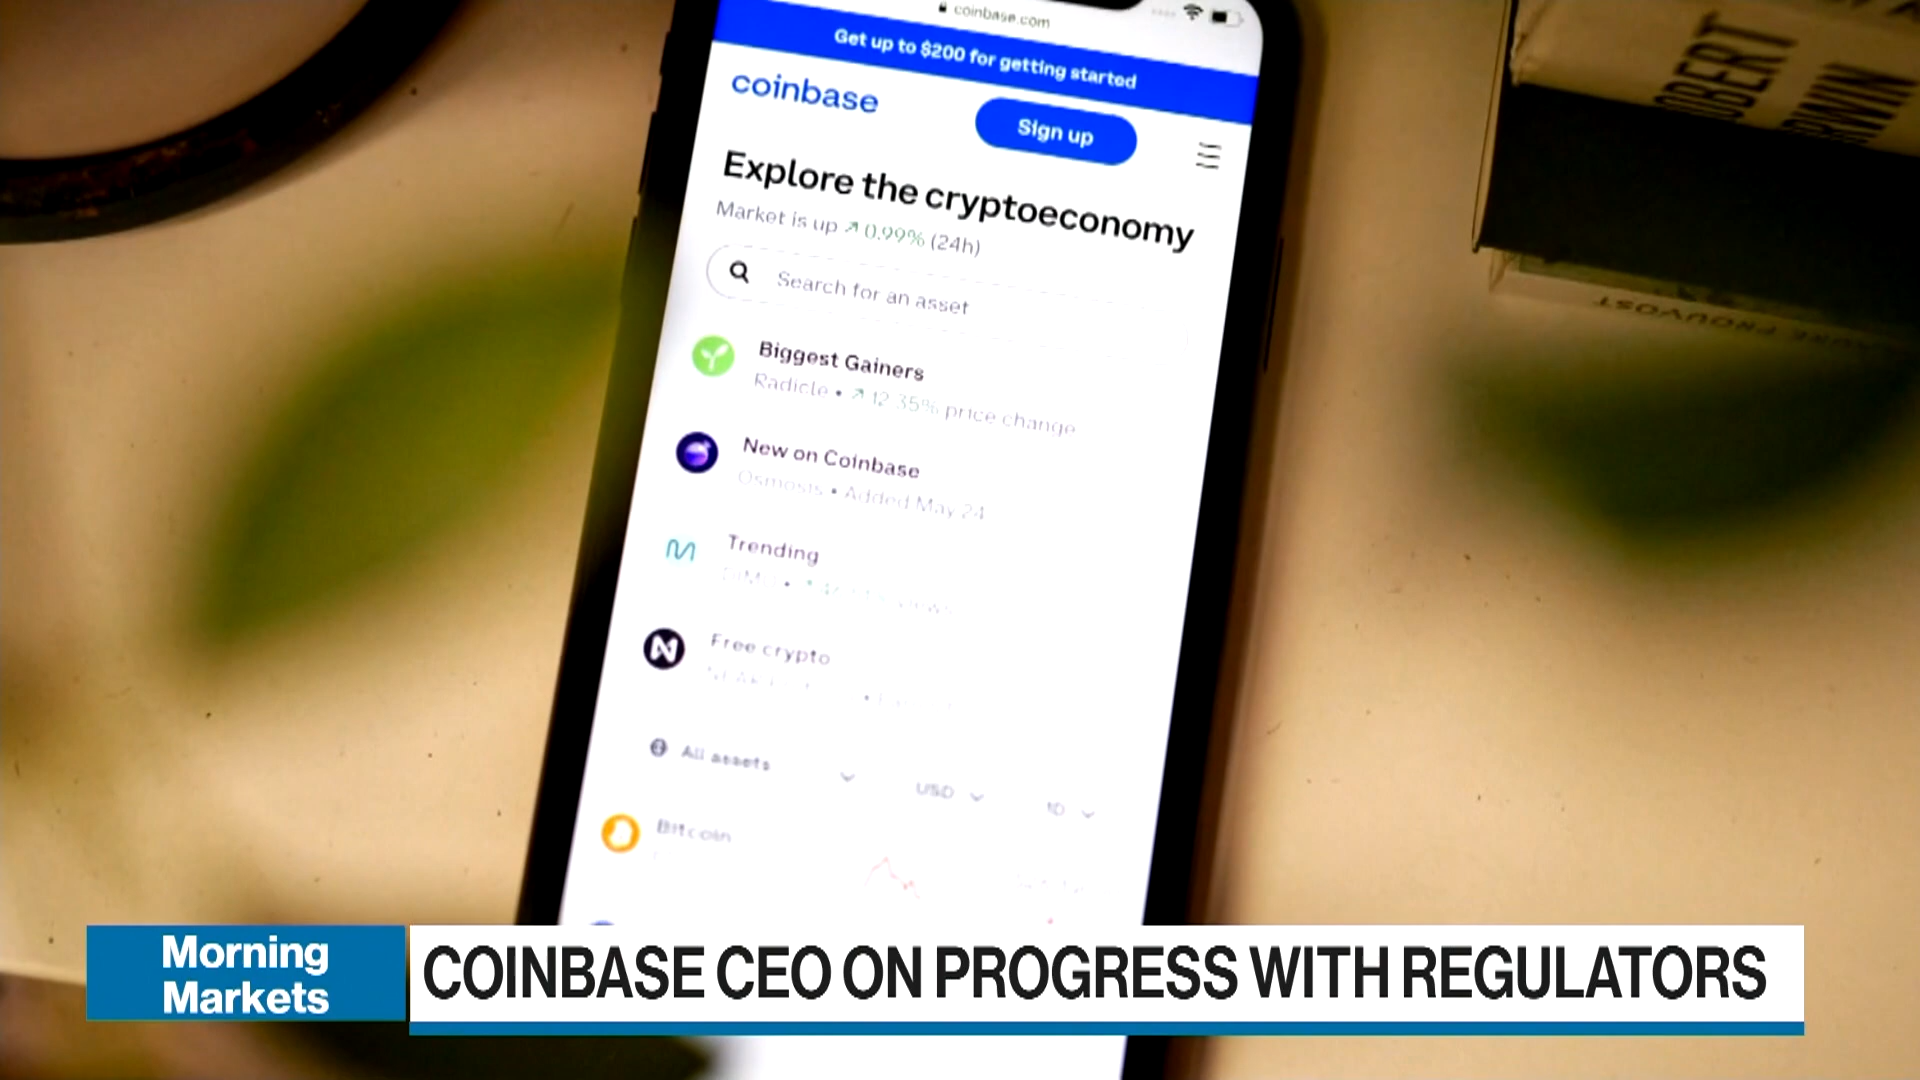 coinbase.com
Get up to $200 for getting started
coinbase
Sign up
Explore the cryptoeconomy
Market is up ↗ 0.99% (24h)
Search for an asset
Biggest Gainers
Radicle • ↗ 12.35% price change
New on Coinbase
Osmosis • Added May 24
Trending
Free crypto
All assets
USD
1D
Bitcoin
OBERT
RWIN
Morning
Markets
COINBASE CEO ON PROGRESS WITH REGULATORS